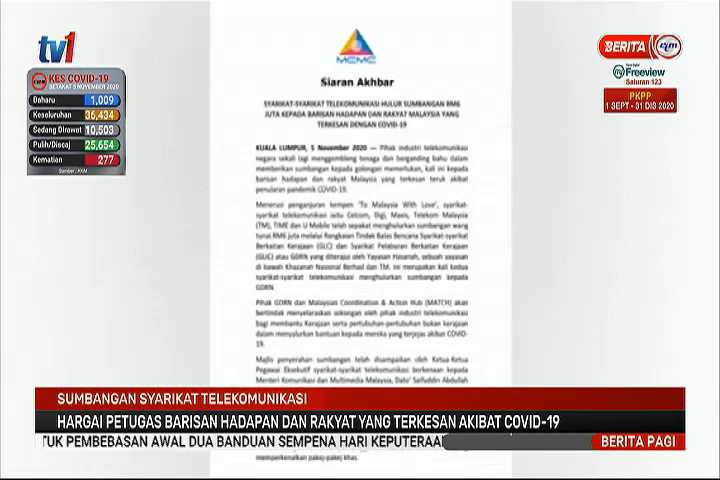 tv1
KES COVID-19
SETAKAT 5 NOVEMBER 2020
Baharu 1,009
Keseluruhan 36,434
Sedang Dirawat 10,503
Pulih/Discaj 25,654
Kematian 277
Sumber : KKM
MCMC
Siaran Akhbar
SYARIKAT-SYARIKAT TELEKOMUNIKASI HULUR SUMBANGAN RM6
JUTA KEPADA BARISAN HADAPAN DAN RAKYAT MALAYSIA YANG
TERKESAN DENGAN COVID-19
KUALA LUMPUR, 5 November 2020 — Pihak industri telekomunikasi
negara sekali lagi menggembleng tenaga dan berganding bahu dalam
memberikan sumbangan kepada golongan memerlukan, kali ini kepada
barisan hadapan dan rakyat Malaysia yang terkesan teruk akibat
penularan pandemik COVID-19.
Menerusi penganjuran kempen 'To Malaysia With Love', syarikat-
syarikat telekomunikasi iaitu Celcom, Digi, Maxis, Telekom Malaysia
(TM), TIME dan U Mobile telah sepakat menghulurkan sumbangan wang
tunai RM6 juta melalui Rangkaian Tindak Balas Bencana Syarikat-syarikat
Berkaitan Kerajaan (GLC) dan Syarikat Pelaburan Berkaitan Kerajaan
(GLIC) atau GDRN yang diterajui oleh Yayasan Hasanah, sebuah yayasan
di bawah Khazanah Nasional Berhad dan TM. Ini merupakan kali kedua
syarikat-syarikat telekomunikasi menghulurkan sumbangan kepada
GDRN.
Pihak GDRN dan Malaysian Coordination & Action Hub (MATCH) akan
bertindak menyelaraskan sokongan oleh pihak industri telekomunikasi
bagi membantu Kerajaan serta pertubuhan-pertubuhan bukan kerajaan
dalam menyalurkan bantuan kepada mereka yang terjejas akibat COVID-
19.
Majlis penyerahan sumbangan telah disampaikan oleh Ketua-Ketua
Pegawai Eksekutif syarikat-syarikat telekomunikasi berkenaan kepada
Menteri Komunikasi dan Multimedia Malaysia, Dato' Saifuddin Abdullah
memperkenalkan pakej-pakej khas.
BERITA rtm
myFreeview
Saluran 123
PKPP
1 SEPT - 31 DIS 2020
SUMBANGAN SYARIKAT TELEKOMUNIKASI
HARGAI PETUGAS BARISAN HADAPAN DAN RAKYAT YANG TERKESAN AKIBAT COVID-19
TUK PEMBEBASAN AWAL DUA BANDUAN SEMPENA HARI KEPUTERAAN
BERITA PAGI